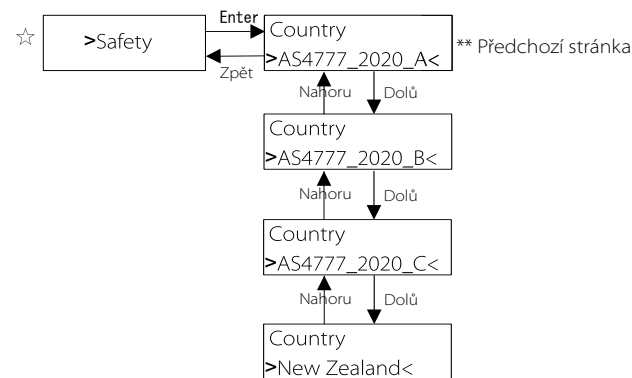 ☆
>Safety
Enter
Zpět
Country
>AS4777_2020_A<
** Předchozí stránka
Nahoru
Dolů
Country
>AS4777_2020_B<
Nahoru
Dolů
Country
>AS4777_2020_C<
Nahoru
Dolů
Country
>New Zealand<